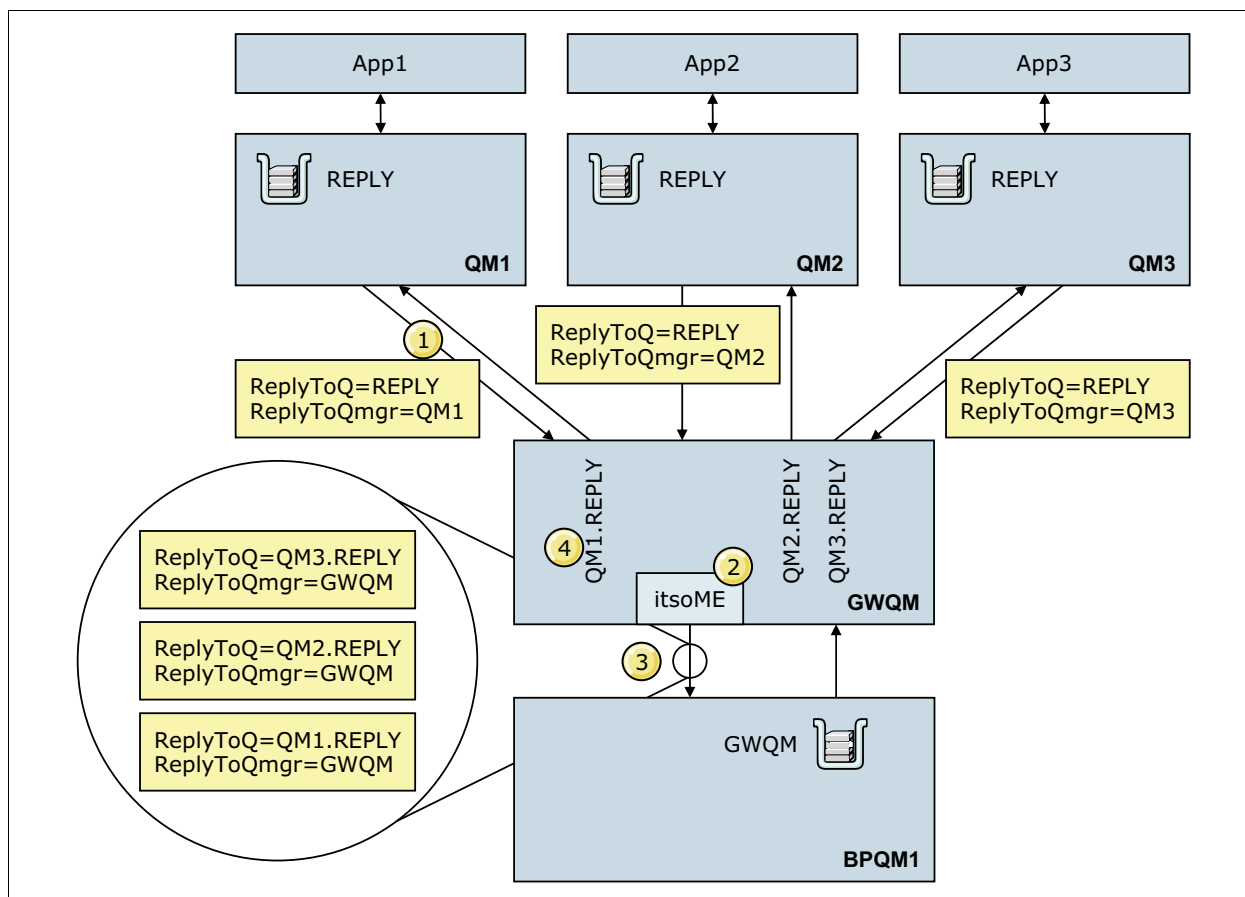 App1
App2
App3
REPLY
REPLY
REPLY
QM1
QM2
QM3
1
ReplyToQ=REPLY
ReplyToQmgr=QM2
ReplyToQ=REPLY
ReplyToQmgr=QM1
ReplyToQ=REPLY
ReplyToQmgr=QM3
QM1.REPLY
QM2.REPLY
QM3.REPLY
4
2
itsoME
GWQM
ReplyToQ=QM3.REPLY
ReplyToQmgr=GWQM
ReplyToQ=QM2.REPLY
ReplyToQmgr=GWQM
ReplyToQ=QM1.REPLY
ReplyToQmgr=GWQM
3
GWQM
BPQM1